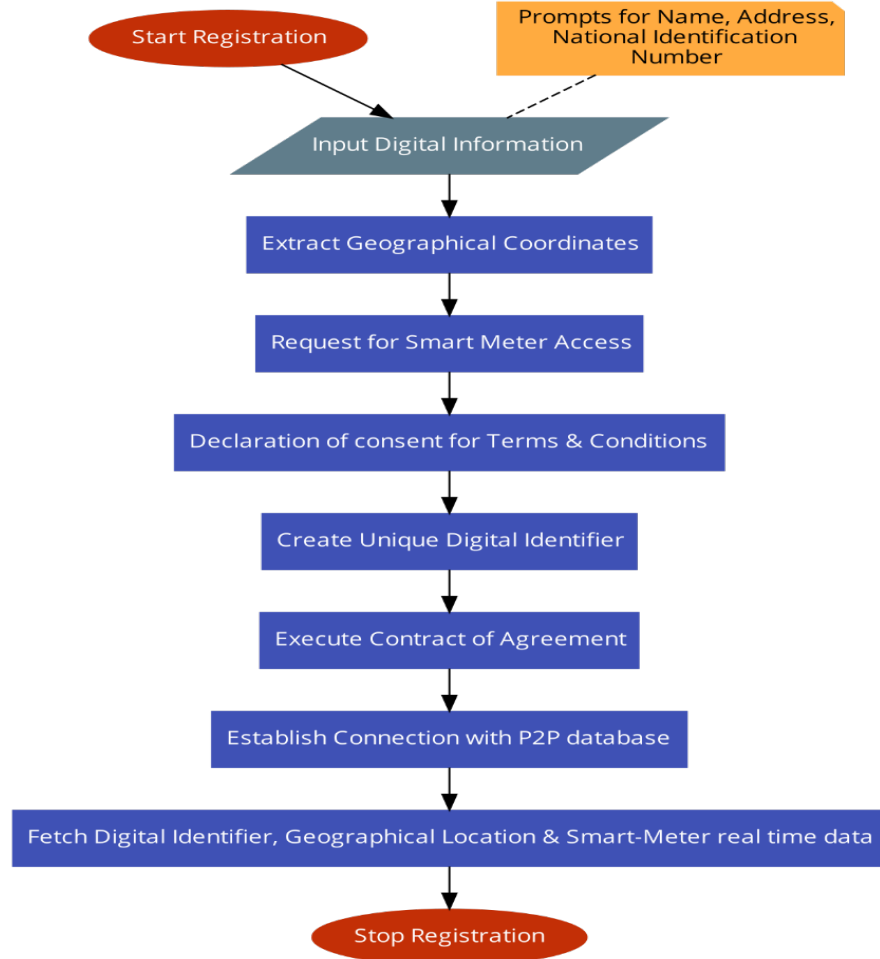 Start Registration
Prompts for Name, Address,
National Identification
Number
Input Digital Information
Extract Geographical Coordinates
Request for Smart Meter Access
Declaration of consent for Terms & Conditions
Create Unique Digital Identifier
Execute Contract of Agreement
Establish Connection with P2P database
Fetch Digital Identifier, Geographical Location & Smart-Meter real time data
Stop Registration